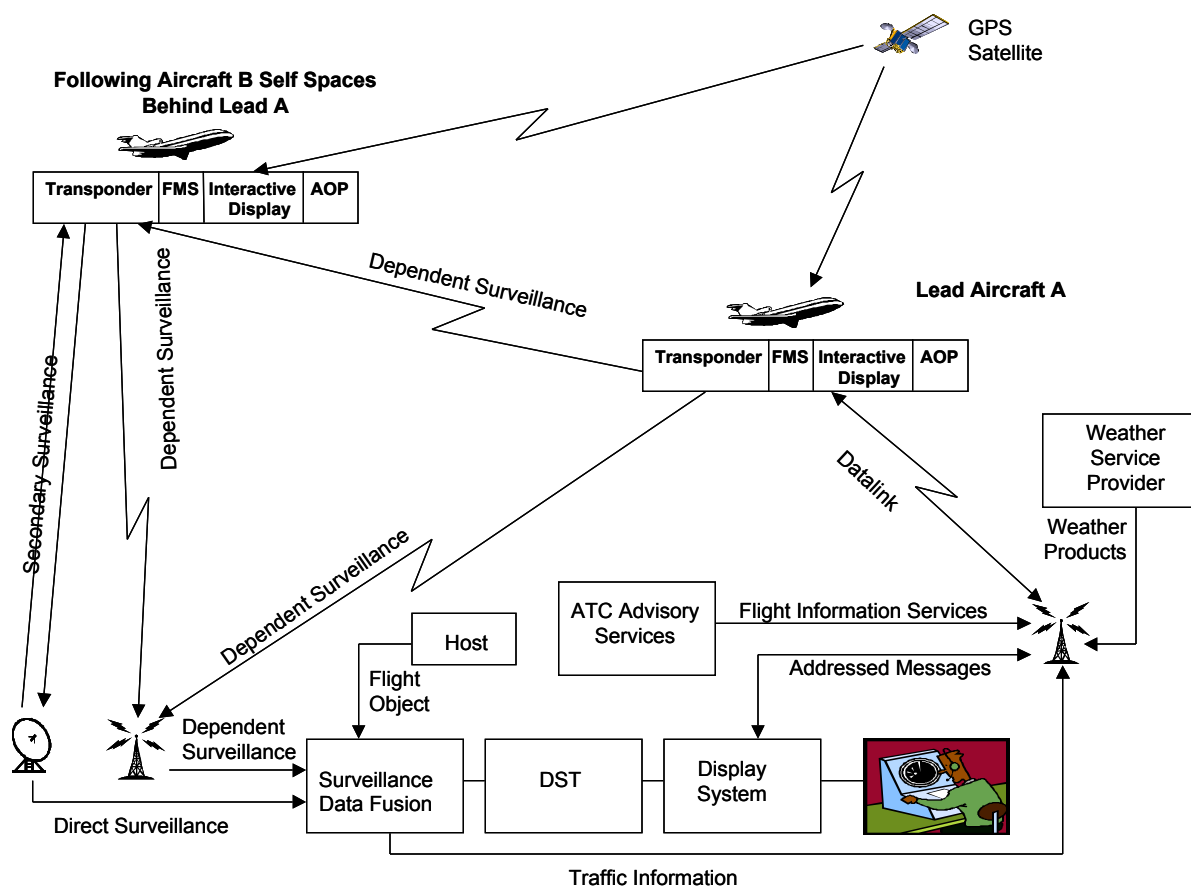 GPS
Satellite
Following Aircraft B Self Spaces
Behind Lead A
Transponder
FMS
Interactive
Display
AOP
Dependent Surveillance
Lead Aircraft A
Transponder
FMS
Interactive
Display
AOP
Secondary Surveillance
Dependent Surveillance
Datalink
Weather
Service
Provider
Weather
Products
Dependent Surveillance
ATC Advisory
Services
Flight Information Services
Host
Addressed Messages
Flight
Object
Dependent
Surveillance
Surveillance
Data Fusion
DST
Display
System
Direct Surveillance
Traffic Information